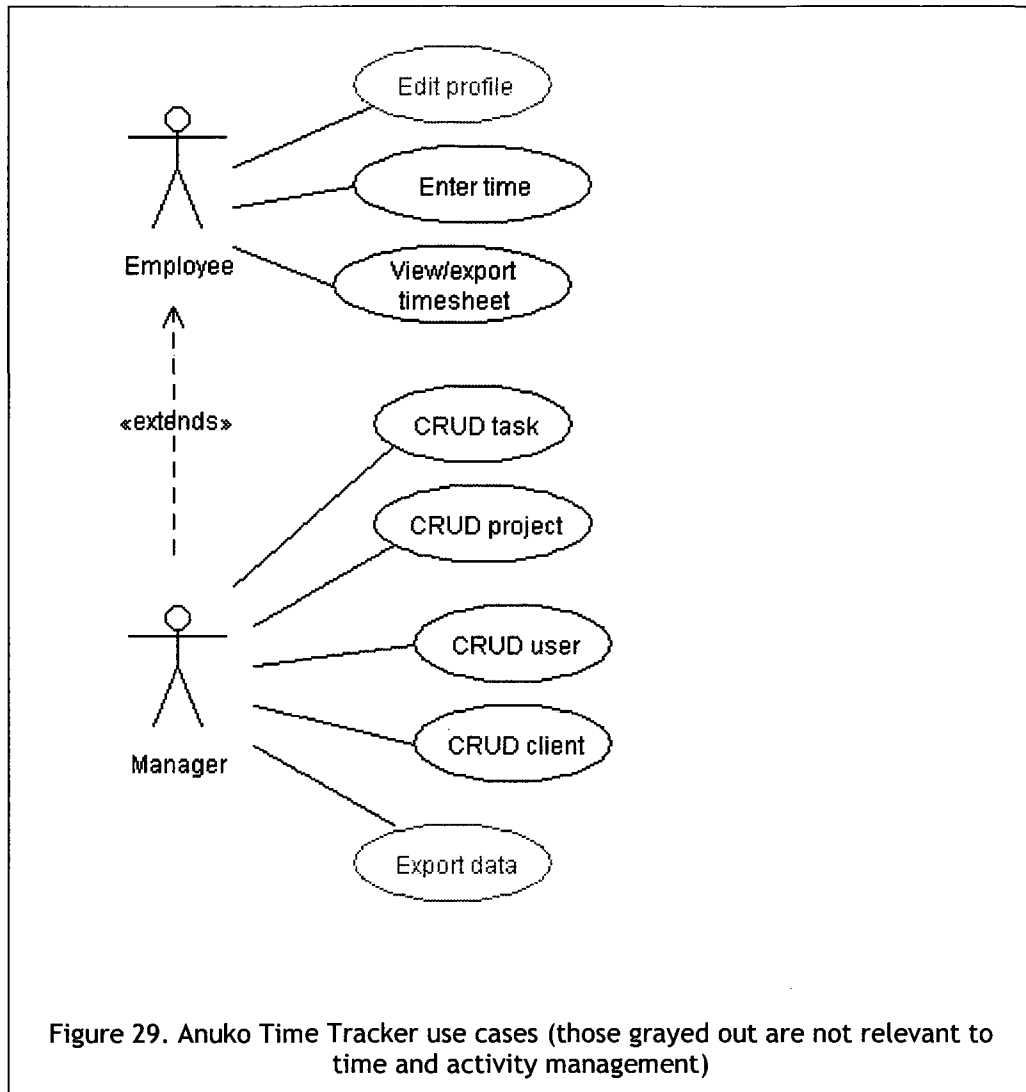 Edit profile
Enter time
View/export
timesheet
Employee
«extends»
CRUD task
CRUD project
CRUD user
CRUD client
Manager
Export data
Figure 29. Anuko Time Tracker use cases (those grayed out are not relevant to
time and activity management)